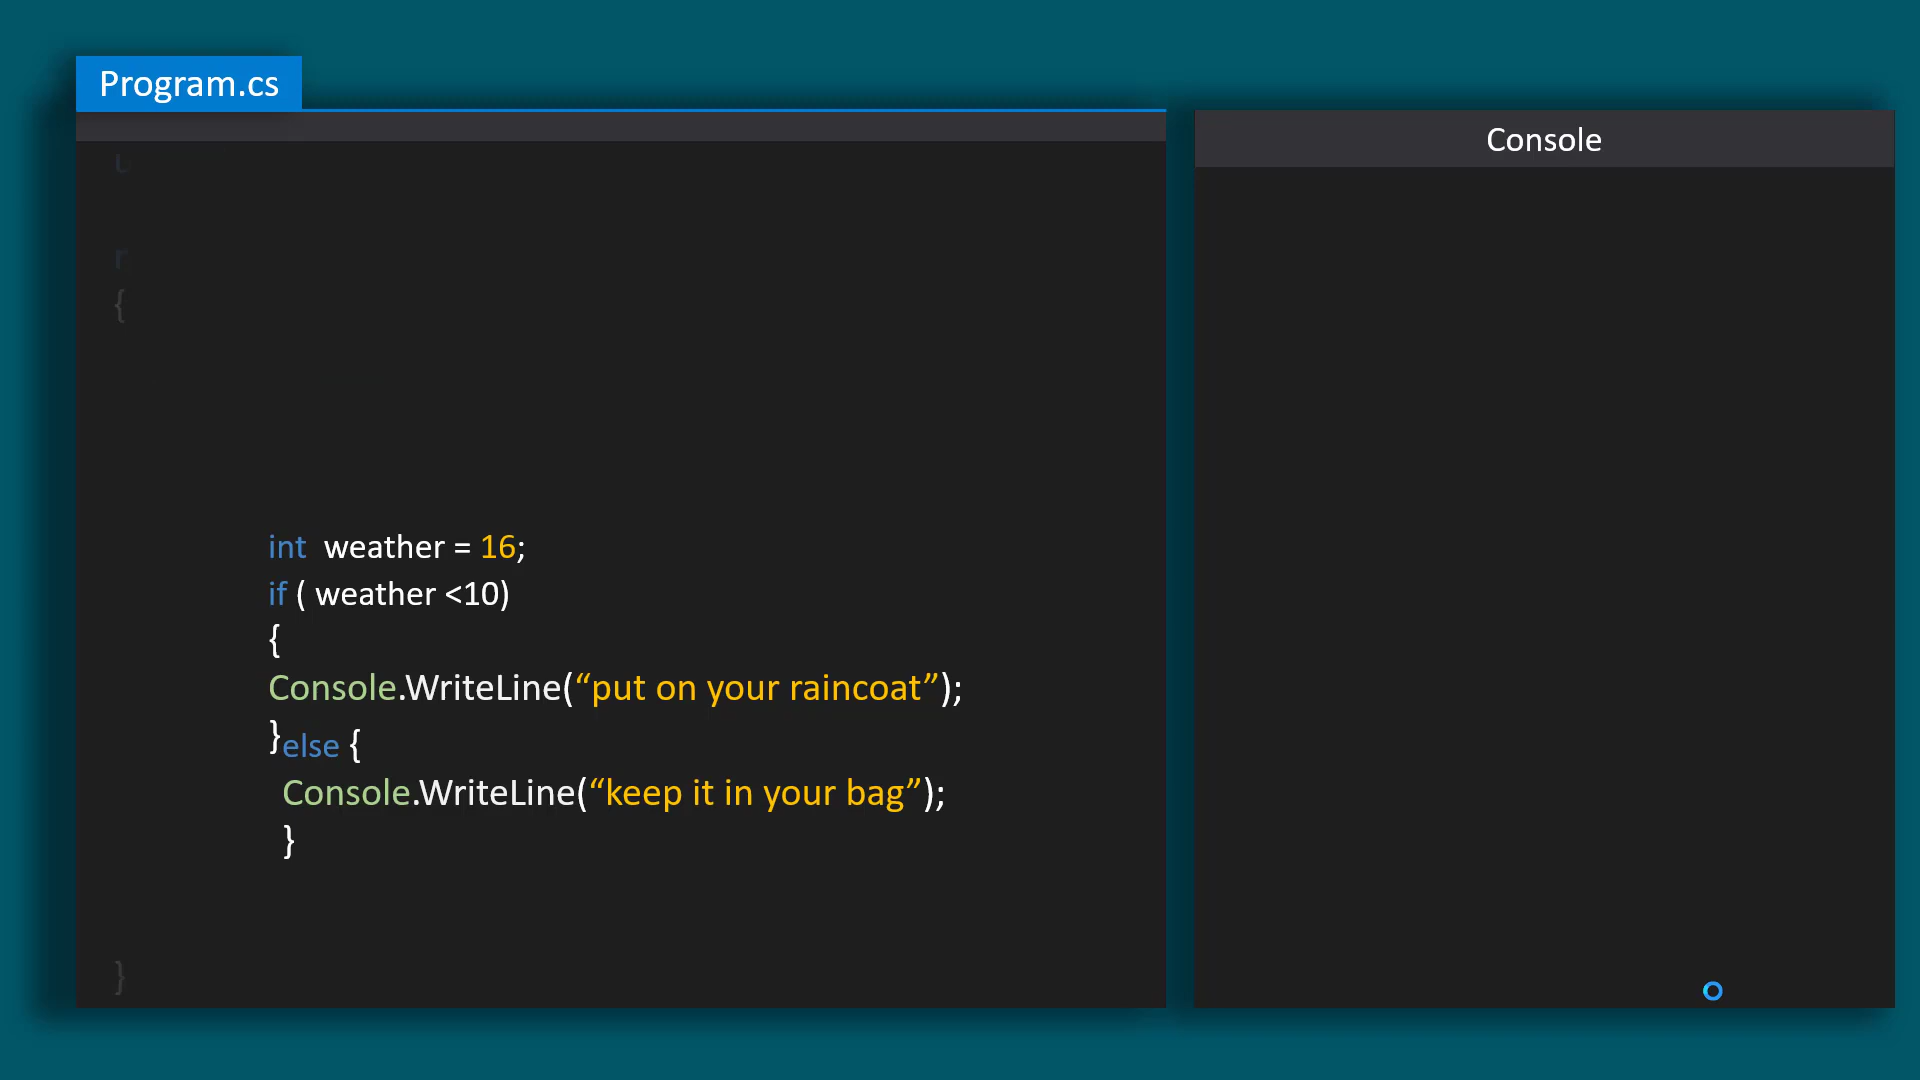 Program.cs
Console
{
int  weather = 16;
if ( weather <10)
{
Console.WriteLine(“put on your raincoat”);
}else {
Console.WriteLine(“keep it in your bag”);
}
}